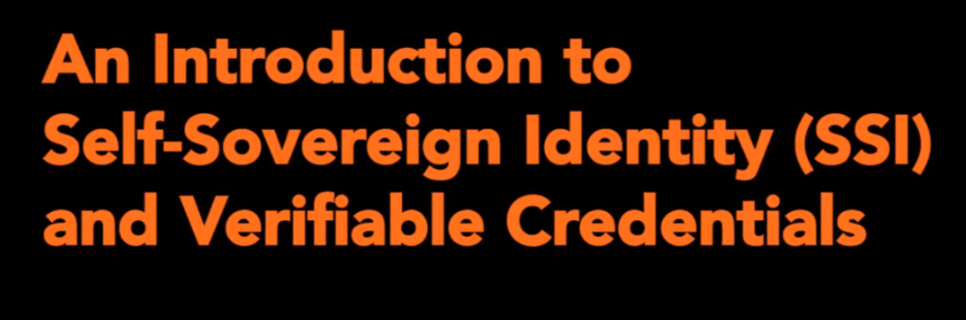 An Introduction to
Self-Sovereign Identity (SSI)
and Verifiable Credentials